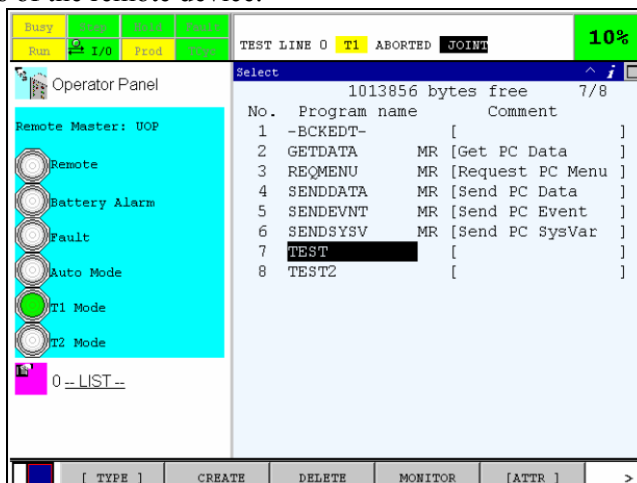 s of the remote device.
Busy Step Hold Fault
Run I/O Prod TCyc
TEST LINE 0 T1 ABORTED JOINT
10%
Operator Panel
Remote Master: UOP
Remote
Battery Alarm
Fault
Auto Mode
T1 Mode
T2 Mode
0 -- LIST --
Select
1013856 bytes free 7/8
No. Program name Comment
1 -BCKEDT- [ ]
2 GETDATA MR [Get PC Data ]
3 REQMENU MR [Request PC Menu ]
4 SENDDATA MR [Send PC Data ]
5 SENDEVNT MR [Send PC Event ]
6 SENDSYSV MR [Send PC SysVar ]
7 TEST [ ]
8 TEST2 [ ]
[ TYPE ] CREATE DELETE MONITOR [ATTR ] >